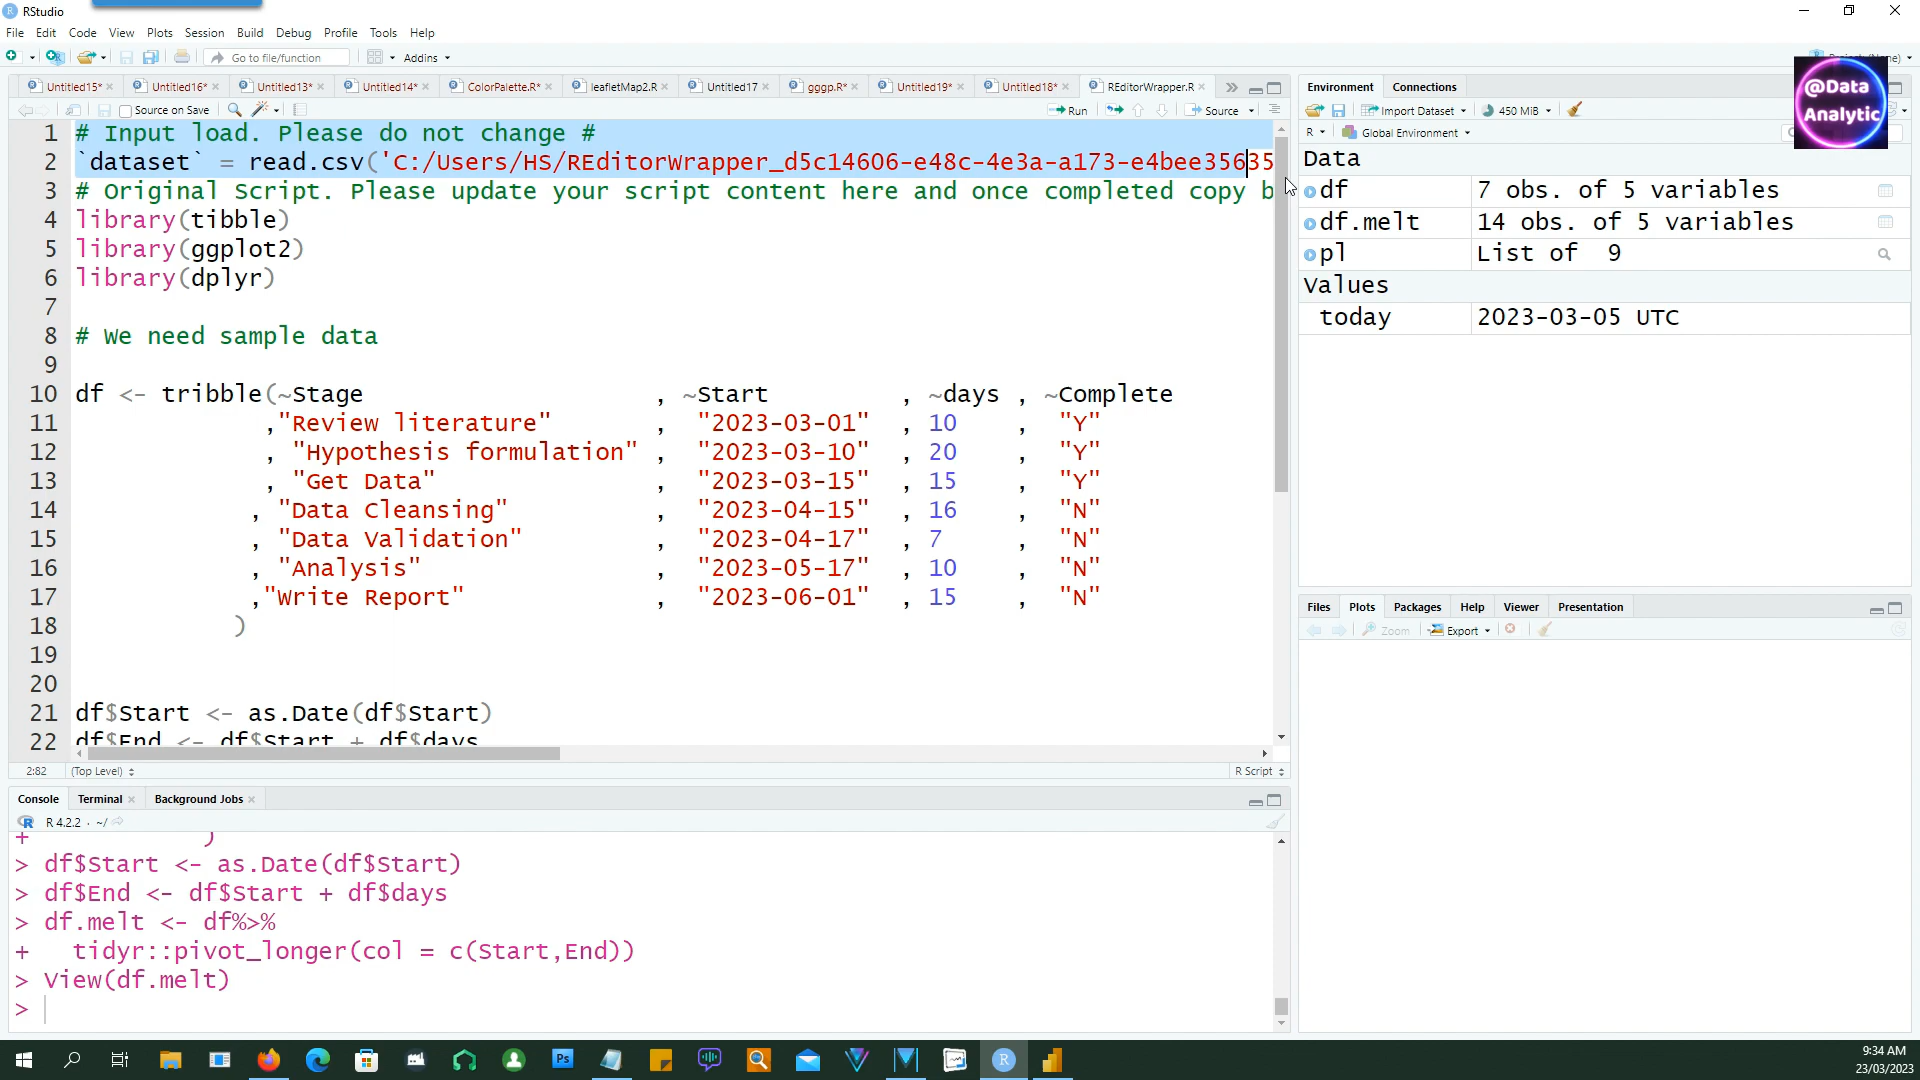 RStudio
File Edit Code View Plots Session Build Debug Profile Tools Help
Go to file/function Addins
Untitled15* Untitled16* Untitled13* Untitled14* ColorPalette.R* leafletMap2.R Untitled17 gggp.R* Untitled19* Untitled18* REditorWrapper.R
Source on Save Run Source
1 # Input load. Please do not change #
2 `dataset` = read.csv('C:/Users/HS/REditorWrapper_d5c14606-e48c-4e3a-a173-e4bee35635
3 # Original Script. Please update your script content here and once completed copy b
4 library(tibble)
5 library(ggplot2)
6 library(dplyr)
7
8 # We need sample data
9
10 df <- tribble(~Stage , ~Start , ~days , ~Complete
11 ,"Review literature" , "2023-03-01" , 10 , "Y"
12 , "Hypothesis formulation" , "2023-03-10" , 20 , "Y"
13 , "Get Data" , "2023-03-15" , 15 , "Y"
14 , "Data Cleansing" , "2023-04-15" , 16 , "N"
15 , "Data Validation" , "2023-04-17" , 7 , "N"
16 , "Analysis" , "2023-05-17" , 10 , "N"
17 ,"Write Report" , "2023-06-01" , 15 , "N"
18 )
19
20
21 df$Start <- as.Date(df$Start)
22 df$End <- df$Start + df$days
2:82 (Top Level) R Script
Console Terminal Background Jobs
R 4.2.2 · ~/
+ )
> df$Start <- as.Date(df$Start)
> df$End <- df$Start + df$days
> df.melt <- df%>%
+ tidyr::pivot_longer(col = c(Start,End))
> View(df.melt)
>
Environment Connections
Import Dataset 450 MiB
R Global Environment
@Data
Analytic
Data
df 7 obs. of 5 variables
df.melt 14 obs. of 5 variables
pl List of 9
Values
today 2023-03-05 UTC
Files Plots Packages Help Viewer Presentation
Zoom Export
Ps
R
9:34 AM
23/03/2023